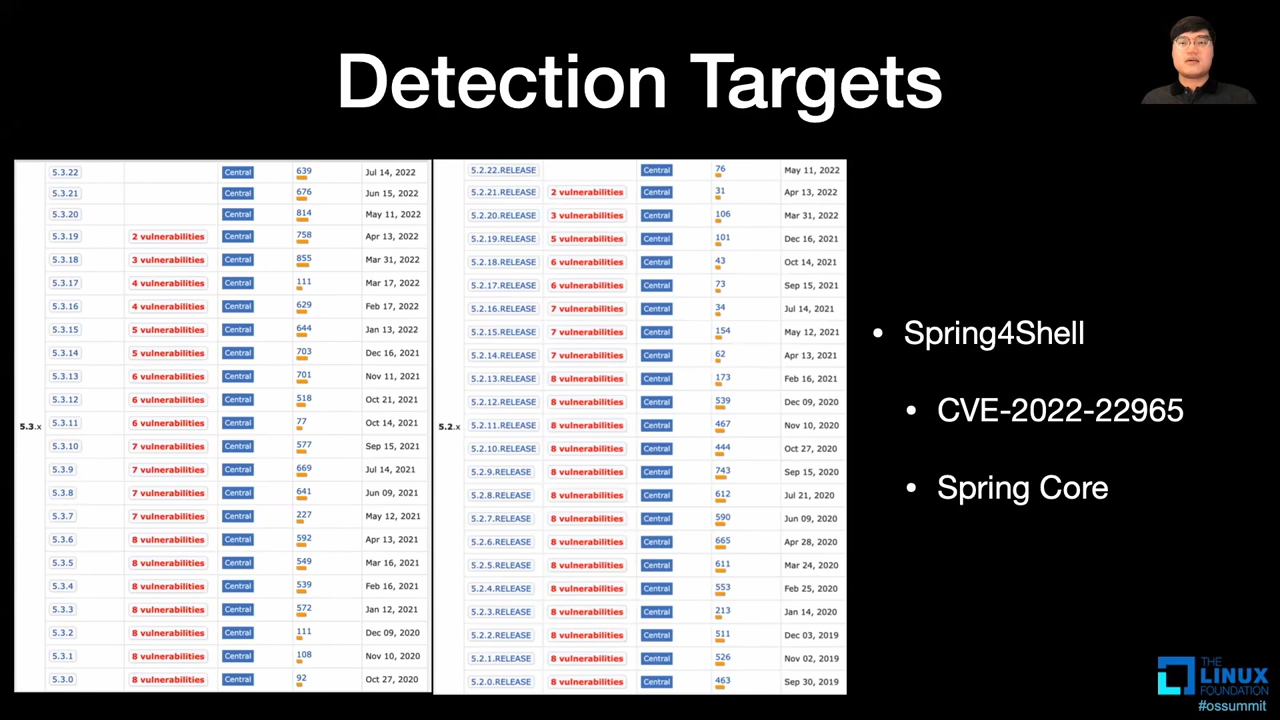 Detection Targets
5.3.x
5.3.22 Central 639 Jul 14, 2022
5.3.21 Central 676 Jun 15, 2022
5.3.20 Central 814 May 11, 2022
5.3.19 2 vulnerabilities Central 758 Apr 13, 2022
5.3.18 3 vulnerabilities Central 855 Mar 31, 2022
5.3.17 4 vulnerabilities Central 111 Mar 17, 2022
5.3.16 4 vulnerabilities Central 629 Feb 17, 2022
5.3.15 5 vulnerabilities Central 644 Jan 13, 2022
5.3.14 5 vulnerabilities Central 703 Dec 16, 2021
5.3.13 6 vulnerabilities Central 701 Nov 11, 2021
5.3.12 6 vulnerabilities Central 518 Oct 21, 2021
5.3.11 6 vulnerabilities Central 77 Oct 14, 2021
5.3.10 7 vulnerabilities Central 577 Sep 15, 2021
5.3.9 7 vulnerabilities Central 669 Jul 14, 2021
5.3.8 7 vulnerabilities Central 641 Jun 09, 2021
5.3.7 7 vulnerabilities Central 227 May 12, 2021
5.3.6 8 vulnerabilities Central 592 Apr 13, 2021
5.3.5 8 vulnerabilities Central 549 Mar 16, 2021
5.3.4 8 vulnerabilities Central 539 Feb 16, 2021
5.3.3 8 vulnerabilities Central 572 Jan 12, 2021
5.3.2 8 vulnerabilities Central 111 Dec 09, 2020
5.3.1 8 vulnerabilities Central 108 Nov 10, 2020
5.3.0 8 vulnerabilities Central 92 Oct 27, 2020
5.2.x
5.2.22.RELEASE Central 76 May 11, 2022
5.2.21.RELEASE 2 vulnerabilities Central 31 Apr 13, 2022
5.2.20.RELEASE 3 vulnerabilities Central 106 Mar 31, 2022
5.2.19.RELEASE 5 vulnerabilities Central 101 Dec 16, 2021
5.2.18.RELEASE 6 vulnerabilities Central 43 Oct 14, 2021
5.2.17.RELEASE 6 vulnerabilities Central 73 Sep 15, 2021
5.2.16.RELEASE 7 vulnerabilities Central 34 Jul 14, 2021
5.2.15.RELEASE 7 vulnerabilities Central 154 May 12, 2021
5.2.14.RELEASE 7 vulnerabilities Central 62 Apr 13, 2021
5.2.13.RELEASE 8 vulnerabilities Central 173 Feb 16, 2021
5.2.12.RELEASE 8 vulnerabilities Central 539 Dec 09, 2020
5.2.11.RELEASE 8 vulnerabilities Central 467 Nov 10, 2020
5.2.10.RELEASE 8 vulnerabilities Central 444 Oct 27, 2020
5.2.9.RELEASE 8 vulnerabilities Central 743 Sep 15, 2020
5.2.8.RELEASE 8 vulnerabilities Central 612 Jul 21, 2020
5.2.7.RELEASE 8 vulnerabilities Central 590 Jun 09, 2020
5.2.6.RELEASE 8 vulnerabilities Central 665 Apr 28, 2020
5.2.5.RELEASE 8 vulnerabilities Central 611 Mar 24, 2020
5.2.4.RELEASE 8 vulnerabilities Central 553 Feb 25, 2020
5.2.3.RELEASE 8 vulnerabilities Central 213 Jan 14, 2020
5.2.2.RELEASE 8 vulnerabilities Central 511 Dec 03, 2019
5.2.1.RELEASE 8 vulnerabilities Central 526 Nov 02, 2019
5.2.0.RELEASE 8 vulnerabilities Central 463 Sep 30, 2019
• Spring4Shell
• CVE-2022-22965
• Spring Core
THE
LINUX
FOUNDATION
#ossummit